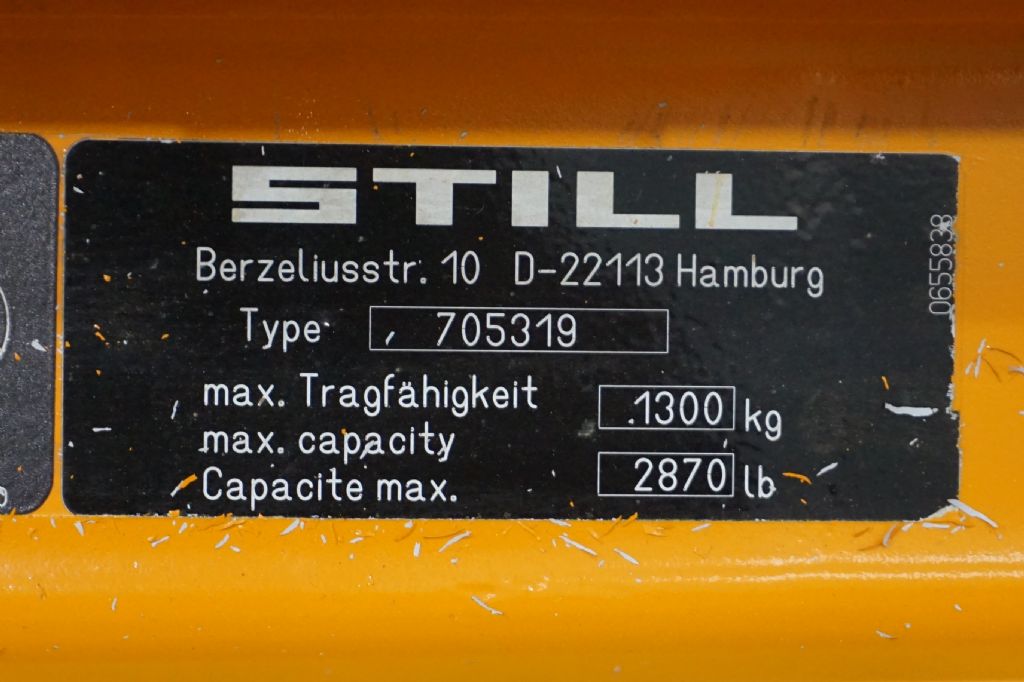 STILL
Berzeliusstr. 10 D-22113 Hamburg
Type 705319
max. Tragfähigkeit 1300 kg
max. capacity
Capacite max. 2870 lb
0655838